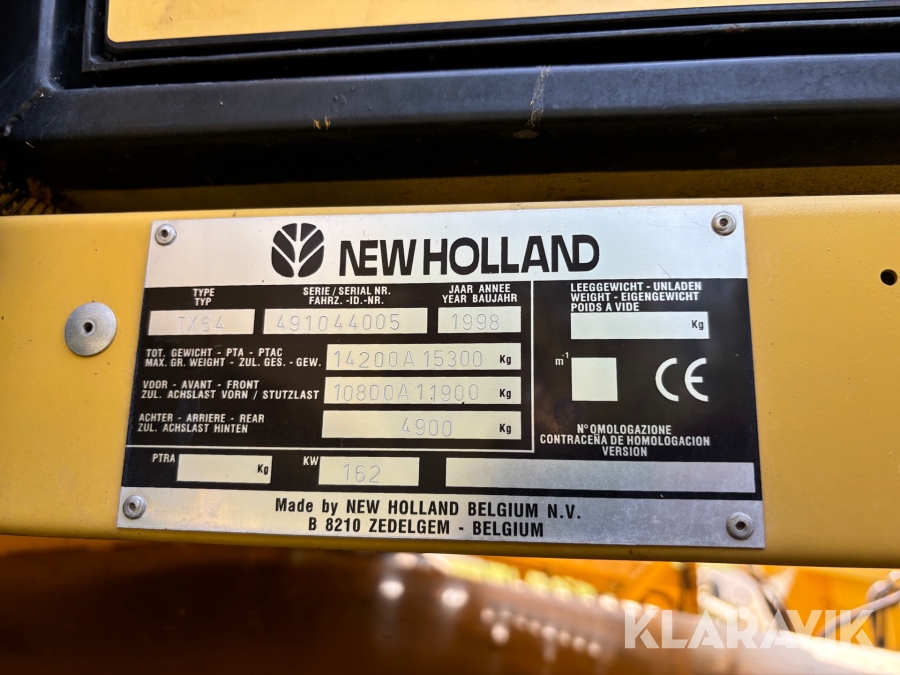 NEW HOLLAND
TYPE
TYP
TX64
SERIE / SERIAL NR.
FAHRZ. -ID.-NR.
491044005
JAAR ANNEE
YEAR BAUJAHR
1998
TOT. GEWICHT - PTA - PTAC
MAX. GR. WEIGHT - ZUL. GES. - GEW.
14200A 15300 Kg
VOOR - AVANT - FRONT
ZUL. ACHSLAST VORN / STUTZLAST
10800A 11900 Kg
ACHTER - ARRIERE - REAR
ZUL. ACHSLAST HINTEN
4900 Kg
PTRA Kg
KW 162
LEEGGEWICHT - UNLADEN
WEIGHT - EIGENGEWICHT
POIDS A VIDE
Kg
m-1
CE
N°OMOLOGAZIONE
CONTRACEÑA DE HOMOLOGACION
VERSION
Made by NEW HOLLAND BELGIUM N.V.
B 8210 ZEDELGEM - BELGIUM
KLARAVIK